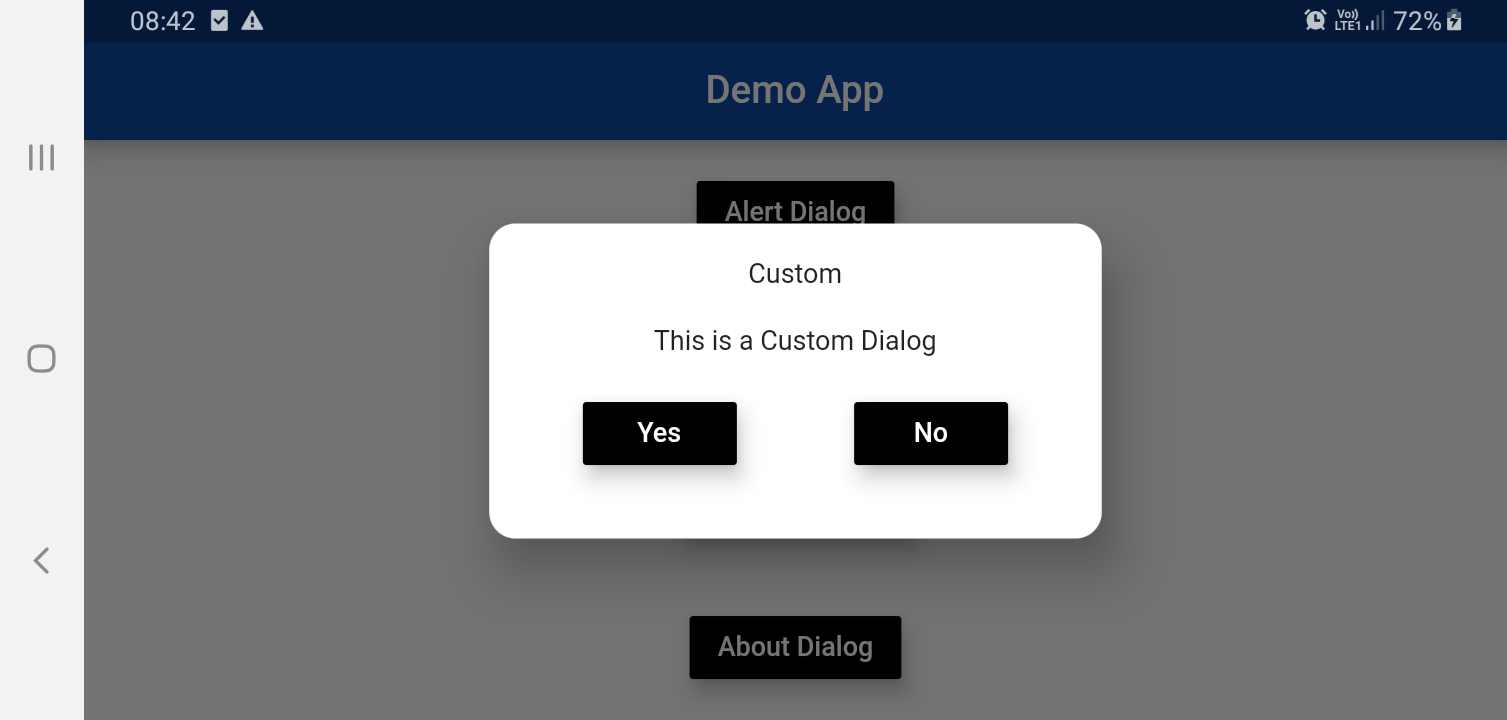 08:42 Vo)) LTE1 72%
Demo App
Alert Dialog
Custom
This is a Custom Dialog
Yes No
About Dialog